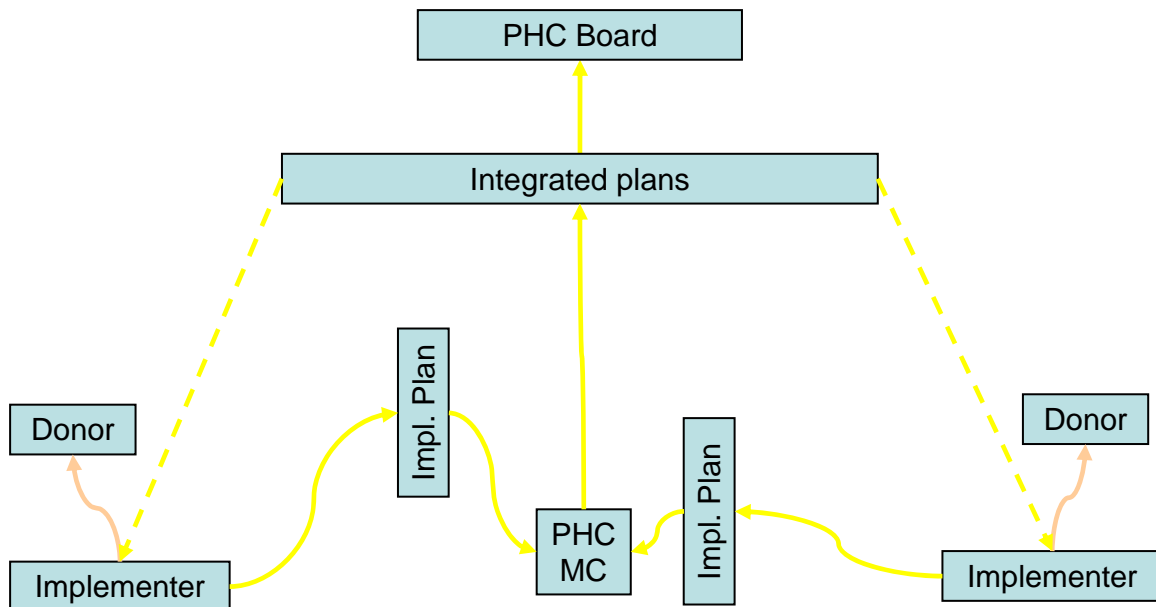 PHC Board
Integrated plans
Impl. Plan
Donor
Donor
Impl. Plan
PHC
MC
Implementer
Implementer